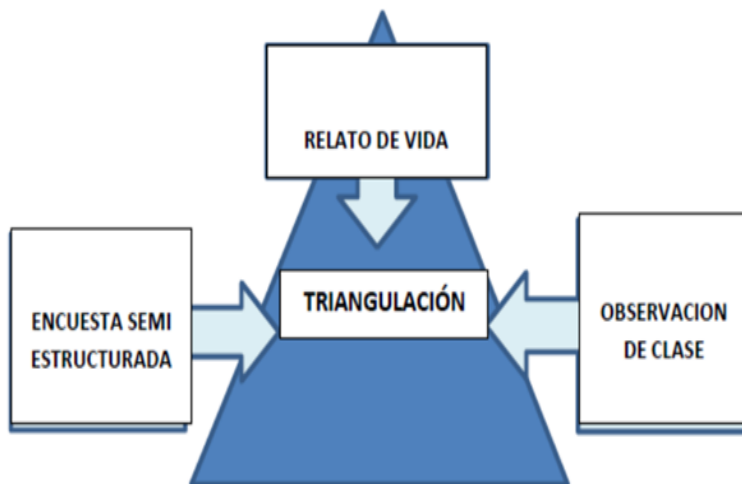 RELATO DE VIDA
TRIANGULACIÓN
ENCUESTA SEMI
ESTRUCTURADA
OBSERVACION
DE CLASE